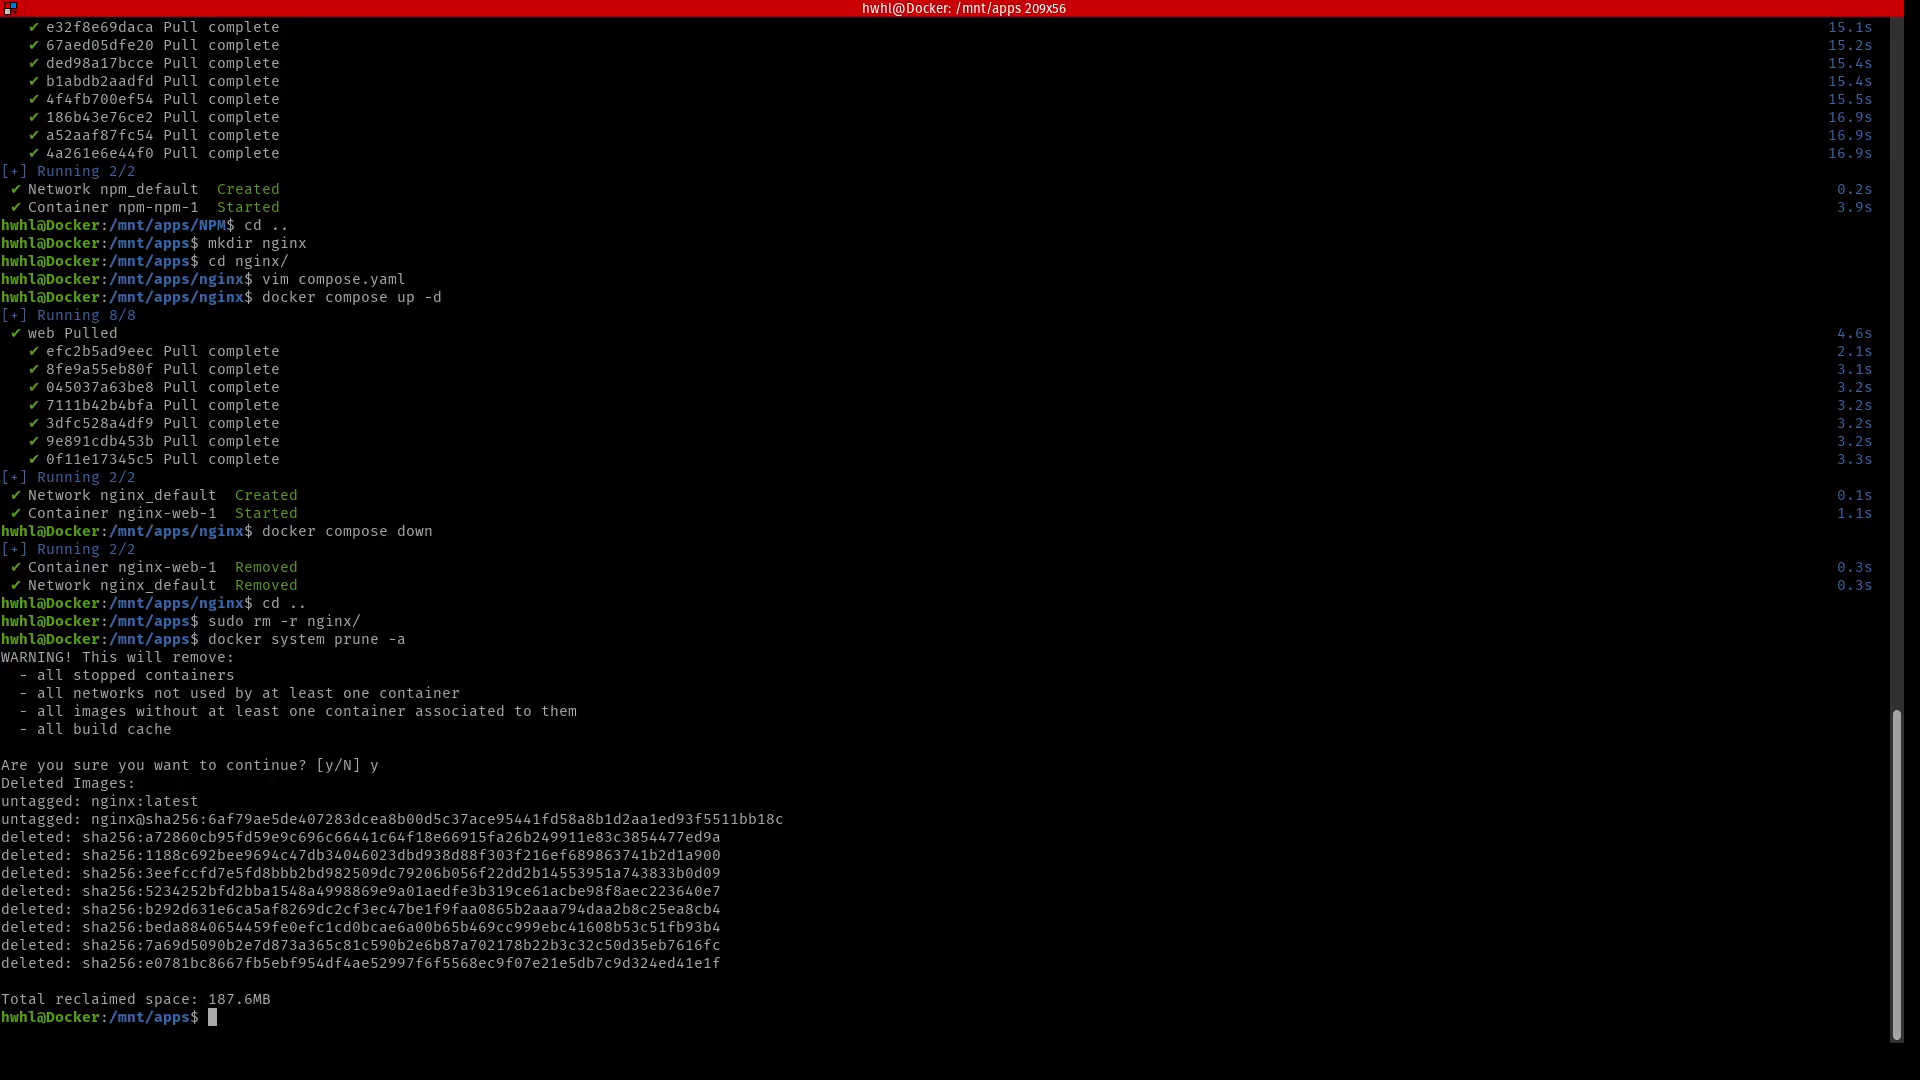 hwhl@Docker: /mnt/apps 209x56
✔ e32f8e69daca Pull complete 15.1s
✔ 67aed05dfe20 Pull complete 15.2s
✔ ded98a17bcce Pull complete 15.4s
✔ b1abdb2aadfd Pull complete 15.4s
✔ 4f4fb700ef54 Pull complete 15.5s
✔ 186b43e76ce2 Pull complete 16.9s
✔ a52aaf87fc54 Pull complete 16.9s
✔ 4a261e6e44f0 Pull complete 16.9s
[+] Running 2/2
✔ Network npm_default Created 0.2s
✔ Container npm-npm-1 Started 3.9s
hwhl@Docker:/mnt/apps/NPM$ cd ..
hwhl@Docker:/mnt/apps$ mkdir nginx
hwhl@Docker:/mnt/apps$ cd nginx/
hwhl@Docker:/mnt/apps/nginx$ vim compose.yaml
hwhl@Docker:/mnt/apps/nginx$ docker compose up -d
[+] Running 8/8
✔ web Pulled 4.6s
✔ efc2b5ad9eec Pull complete 2.1s
✔ 8fe9a55eb80f Pull complete 3.1s
✔ 045037a63be8 Pull complete 3.2s
✔ 7111b42b4bfa Pull complete 3.2s
✔ 3dfc528a4df9 Pull complete 3.2s
✔ 9e891cdb453b Pull complete 3.2s
✔ 0f11e17345c5 Pull complete 3.3s
[+] Running 2/2
✔ Network nginx_default Created 0.1s
✔ Container nginx-web-1 Started 1.1s
hwhl@Docker:/mnt/apps/nginx$ docker compose down
[+] Running 2/2
✔ Container nginx-web-1 Removed 0.3s
✔ Network nginx_default Removed 0.3s
hwhl@Docker:/mnt/apps/nginx$ cd ..
hwhl@Docker:/mnt/apps$ sudo rm -r nginx/
hwhl@Docker:/mnt/apps$ docker system prune -a
WARNING! This will remove:
- all stopped containers
- all networks not used by at least one container
- all images without at least one container associated to them
- all build cache
Are you sure you want to continue? [y/N] y
Deleted Images:
untagged: nginx:latest
untagged: nginx@sha256:6af79ae5de407283dcea8b00d5c37ace95441fd58a8b1d2aa1ed93f5511bb18c
deleted: sha256:a72860cb95fd59e9c696c66441c64f18e66915fa26b249911e83c3854477ed9a
deleted: sha256:1188c692bee9694c47db34046023dbd938d88f303f216ef689863741b2d1a900
deleted: sha256:3eefccfd7e5fd8bbb2bd982509dc79206b056f22dd2b14553951a743833b0d09
deleted: sha256:5234252bfd2bba1548a4998869e9a01aedfe3b319ce61acbe98f8aec223640e7
deleted: sha256:b292d631e6ca5af8269dc2cf3ec47be1f9faa0865b2aaa794daa2b8c25ea8cb4
deleted: sha256:beda8840654459fe0efc1cd0bcae6a00b65b469cc999ebc41608b53c51fb93b4
deleted: sha256:7a69d5090b2e7d873a365c81c590b2e6b87a702178b22b3c32c50d35eb7616fc
deleted: sha256:e0781bc8667fb5ebf954df4ae52997f6f5568ec9f07e21e5db7c9d324ed41e1f
Total reclaimed space: 187.6MB
hwhl@Docker:/mnt/apps$